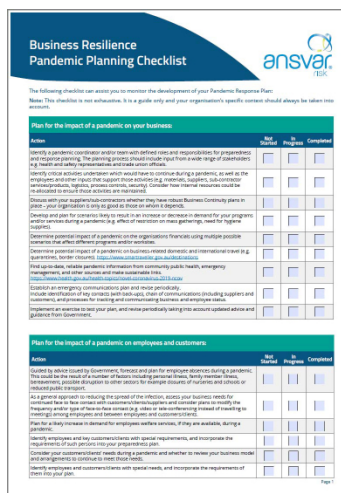 Business Resilience
Pandemic Planning Checklist
ansvar
risk
The following checklist can assist you to monitor the development of your Pandemic Response Plan:
Note: This checklist is not exhaustive. It is a guide only and your organisation's specific context should always be taken into
account.
Plan for the impact of a pandemic on your business:
Action
Not
Started
In
Progress
Completed
Identify a pandemic coordinator and/or team with defined roles and responsibilities for preparedness
and response planning. The planning process should include input from a wide range of stakeholders
e.g. health and safety representatives and trade union officials.
Identify critical activities undertaken which would have to continue during a pandemic, as well as the
employees and other inputs that support those activities (e.g. materials, suppliers, sub-contractor
services/products, logistics, process controls, security). Consider how internal resources could be
re-allocated to ensure those activities are maintained.
Discuss with your suppliers/sub-contractors whether they have robust Business Continuity plans in
place – your organisation is only as good as those on whom it depends.
Develop and plan for scenarios likely to result in an increase or decrease in demand for your programs
and/or services during a pandemic (e.g. effect of restriction on mass gatherings, need for hygiene
supplies).
Determine potential impact of a pandemic on the organisations financials using multiple possible
scenarios that affect different programs and/or worksites.
Determine potential impact of a pandemic on business-related domestic and international travel (e.g.
quarantines, border closures). https://www.smartraveller.gov.au/destinations
Find up-to-date, reliable pandemic information from community public health, emergency
management, and other sources and make sustainable links.
https://www.health.gov.au/health-topics/novel-coronavirus-2019-ncov
Establish an emergency communications plan and revise periodically.
Include identification of key contacts (with back-ups), chain of communications (including suppliers and
customers), and processes for tracking and communicating business and employee status.
Implement an exercise to test your plan, and revise periodically taking into account updated advice and
guidance from Government.
Plan for the impact of a pandemic on employees and customers:
Action
Not
Started
In
Progress
Completed
Guided by advice issued by Government, forecast and plan for employee absences during a pandemic.
This could be the result of a number of factors including personal illness, family member illness,
bereavement, possible disruption to other sectors for example closures of nurseries and schools or
reduced public transport.
As a general approach to reducing the spread of the infection, assess your business needs for
continued face to face contact with customers/clients/suppliers and consider plans to modify the
frequency and/or type of face-to-face contact (e.g. video or tele-conferencing instead of travelling to
meetings) among employees and between employees and customers/clients.
Plan for a likely increase in demand for employees welfare services, if they are available, during a
pandemic.
Identify employees and key customers/clients with special requirements, and incorporate the
requirements of such persons into your preparedness plan.
Consider your customers'/clients' needs during a pandemic and whether to review your business model
and arrangements to continue to meet those needs.
Identify employees and customers/clients with special needs, and incorporate the requirements of
them into your plan.
Page 1